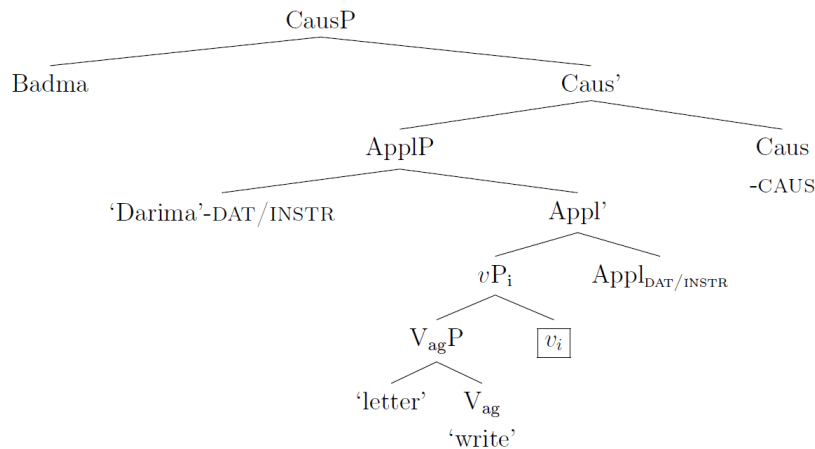 CausP
Badma Caus’
ApplP Caus
-CAUS
‘Darima’-DAT/INSTR Appl’
vPi ApplDAT/INSTR
VagP vi
‘letter’ Vag
‘write’